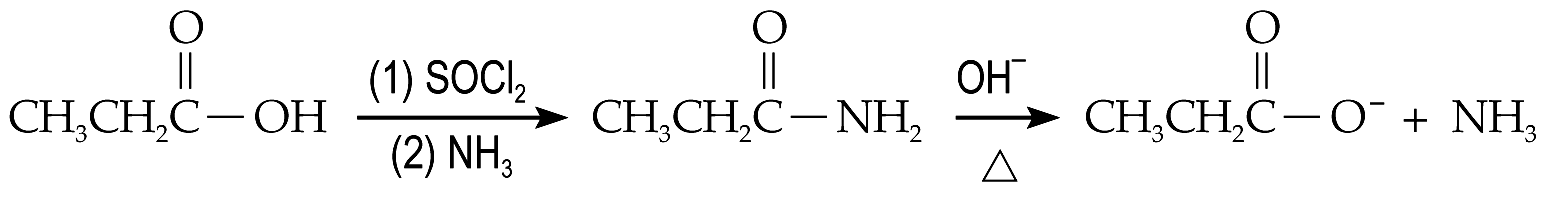 O O O
(1) SOCl₂ OH⁻
CH₃CH₂C—OH CH₃CH₂C—NH₂ CH₃CH₂C—O⁻ + NH₃
(2) NH₃ △